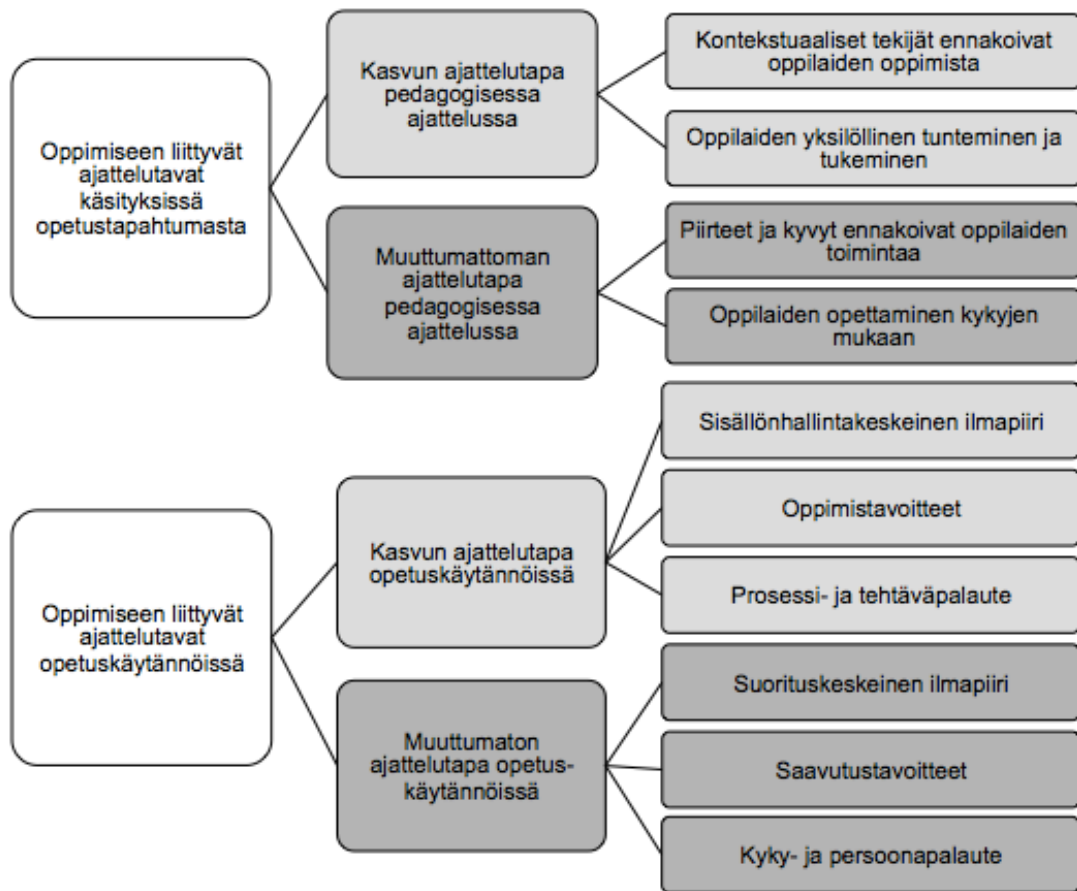 Oppimiseen liittyvät
ajattelutavat
käsityksissä
opetustapahtumasta
Kasvun ajattelutapa
pedagogisessa
ajattelussa
Kontekstuaaliset tekijät ennakoivat
oppilaiden oppimista
Oppilaiden yksilöllinen tunteminen ja
tukeminen
Muuttumattoman
ajattelutapa
pedagogisessa
ajattelussa
Piirteet ja kyvyt ennakoivat oppilaiden
toimintaa
Oppilaiden opettaminen kykyjen
mukaan
Oppimiseen liittyvät
ajattelutavat
opetuskäytännöissä
Kasvun ajattelutapa
opetuskäytännöissä
Sisällönhallintakeskeinen ilmapiiri
Oppimistavoitteet
Prosessi- ja tehtäväpalaute
Muuttumaton
ajattelutapa opetus-
käytännöissä
Suorituskeskeinen ilmapiiri
Saavutustavoitteet
Kyky- ja persoonapalaute